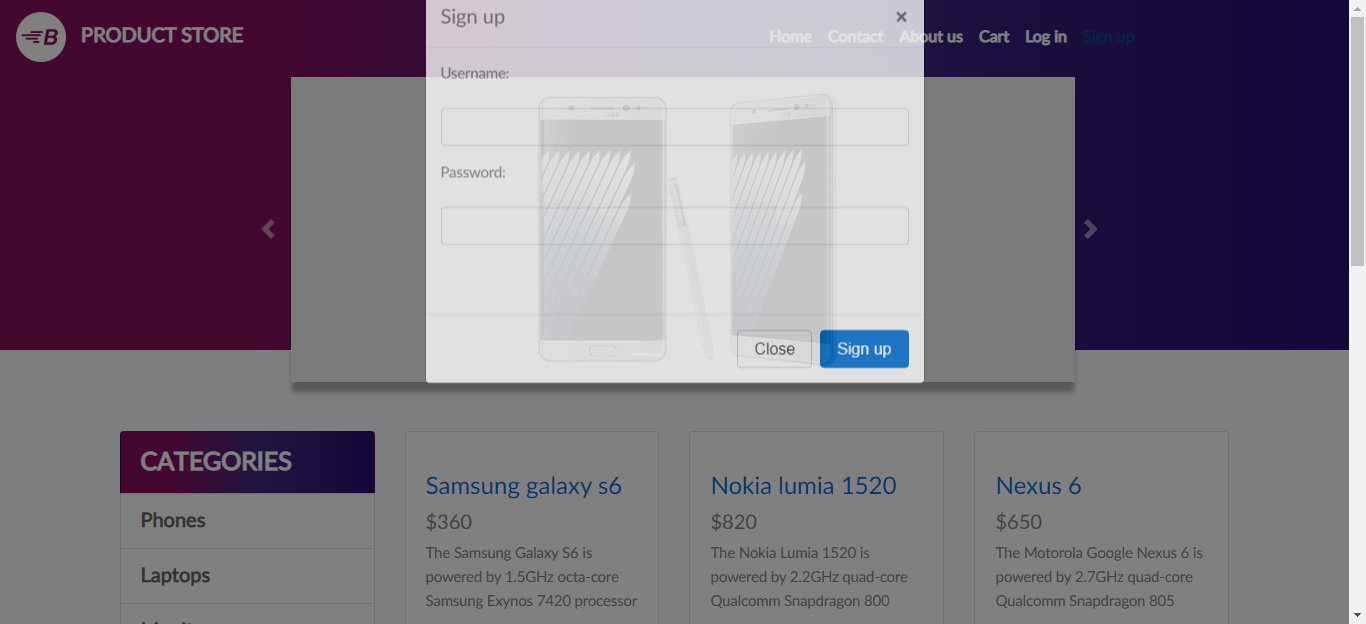 B PRODUCT STORE
Home Contact About us Cart Log in Sign up
Sign up ×
Username:
Password:
Close Sign up
CATEGORIES
Phones
Laptops
Samsung galaxy s6
$360
The Samsung Galaxy S6 is
powered by 1.5GHz octa-core
Samsung Exynos 7420 processor
Nokia lumia 1520
$820
The Nokia Lumia 1520 is
powered by 2.2GHz quad-core
Qualcomm Snapdragon 800
Nexus 6
$650
The Motorola Google Nexus 6 is
powered by 2.7GHz quad-core
Qualcomm Snapdragon 805